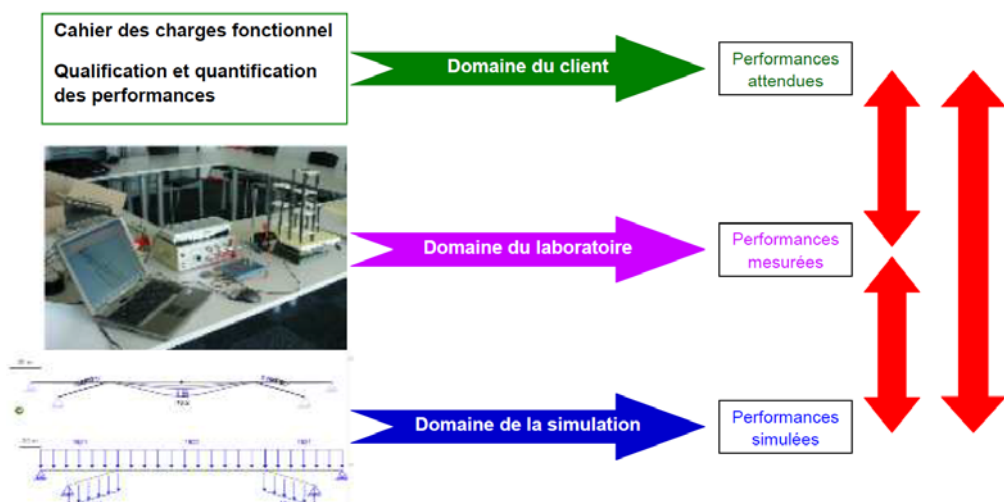 Cahier des charges fonctionnel
Qualification et quantification
des performances
Domaine du client
Performances
attendues
Domaine du laboratoire
Performances
mesurées
Domaine de la simulation
Performances
simulées